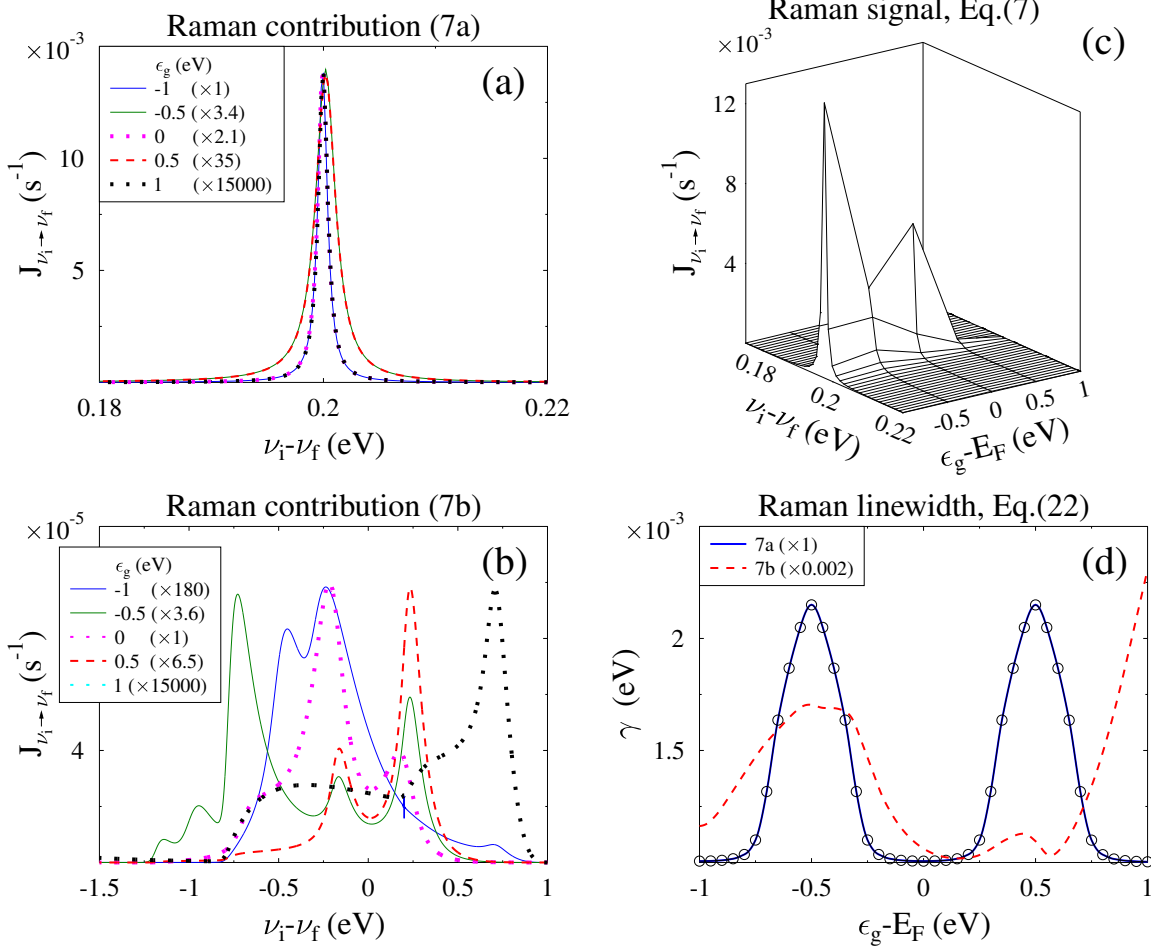 Raman contribution (7a)
×10⁻³
(a)
ϵg (eV)
-1 (×1)
-0.5 (×3.4)
0 (×2.1)
0.5 (×35)
1 (×15000)
10
5
Jνi→νf (s⁻¹)
0.18 0.2 0.22
νi-νf (eV)
Raman signal, Eq.(7)
×10⁻³
(c)
12
8
4
Jνi→νf (s⁻¹)
0.18
0.2
0.22
νi-νf (eV)
-0.5
0
0.5
1
ϵg-EF (eV)
Raman contribution (7b)
×10⁻⁵
(b)
ϵg (eV)
-1 (×180)
-0.5 (×3.6)
0 (×1)
0.5 (×6.5)
1 (×15000)
4
Jνi→νf (s⁻¹)
-1.5 -1 -0.5 0 0.5 1
νi-νf (eV)
Raman linewidth, Eq.(22)
×10⁻³
(d)
7a (×1)
7b (×0.002)
2
1.5
γ (eV)
-1 -0.5 0 0.5 1
ϵg-EF (eV)